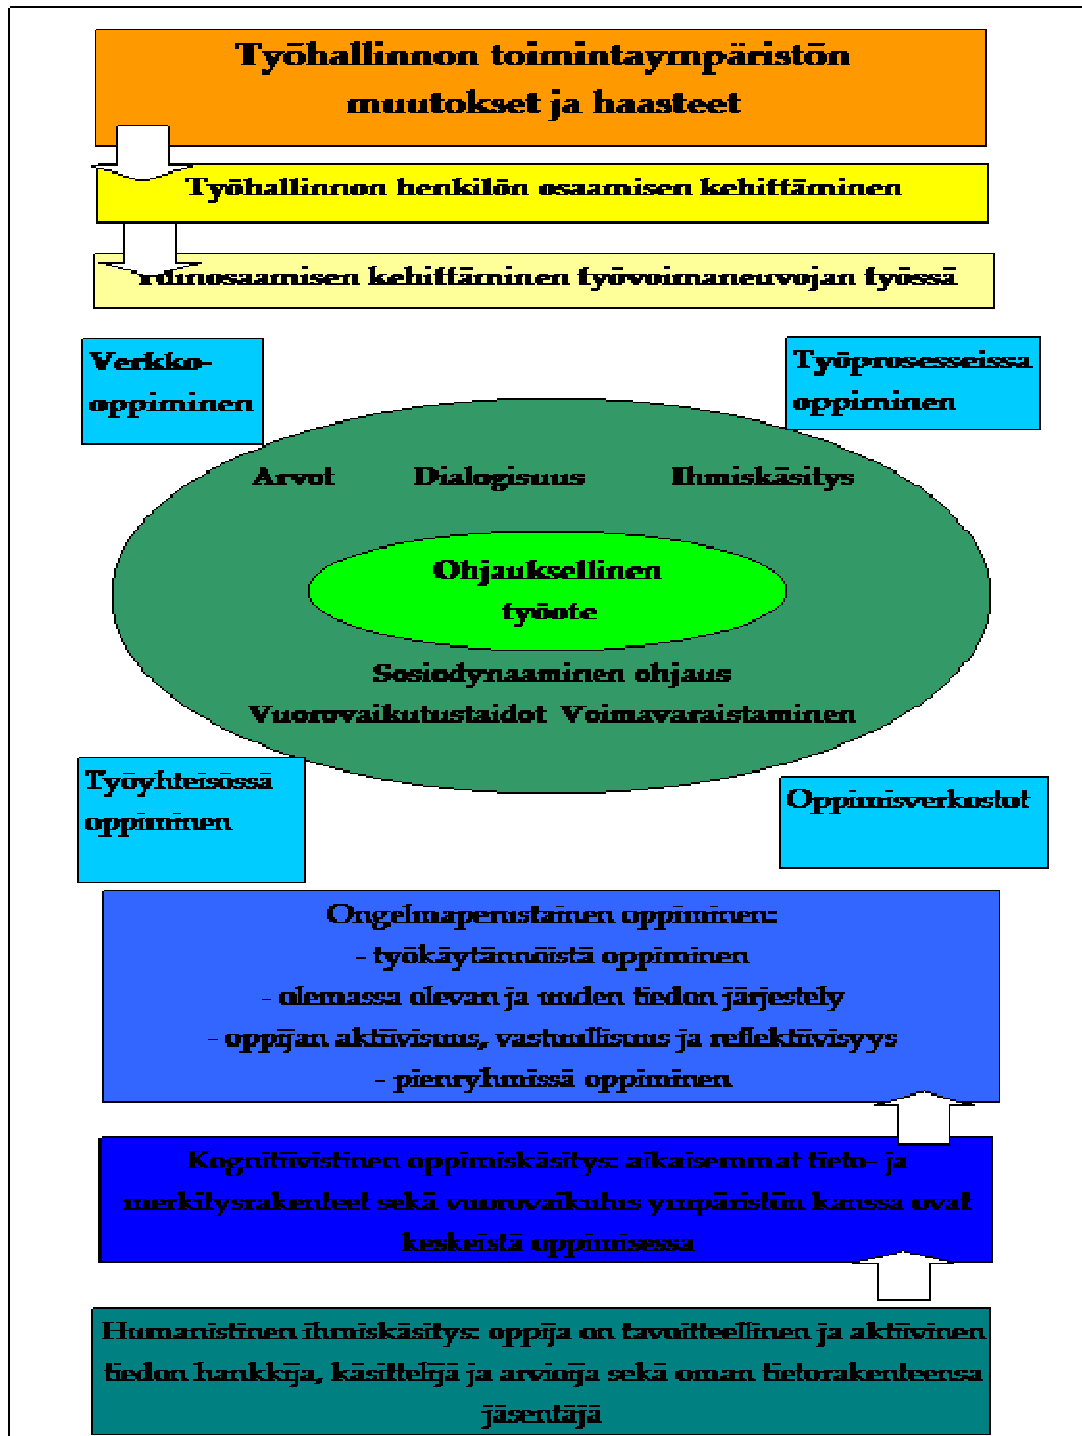 Työhallinnon toimintaympäristön
muutokset ja haasteet
Työhallinnon henkilön osaamisen kehittäminen
kehittäminen työvoimaneuvojan työssä
Verkko-
oppiminen
Työprosesseissa
oppiminen
Arvot Dialogisuus Ihmiskäsitys
Ohjauksellinen
työote
Sosiodynaaminen ohjaus
Vuorovaikutustaidot Voimavaraistaminen
Työyhteisössä
oppiminen
Oppimisverkostot
Ongelmaperustainen oppiminen:
- työkäytännöistä oppiminen
- olemassa olevan ja uuden tiedon järjestely
- oppijan aktiivisuus, vastuullisuus ja reflektiivisyys
- pienryhmissä oppiminen
Kognitiivistinen oppimiskäsitys: aikaisemmat tieto- ja
merkitysrakenteet sekä vuorovaikutus ympäristön kanssa ovat
keskeistä oppimisessa
Humanistinen ihmiskäsitys: oppija on tavoitteellinen ja aktiivinen
tiedon hankkija, käsittelijä ja arvioija sekä oman tietorakenteensa
jäsentäjä